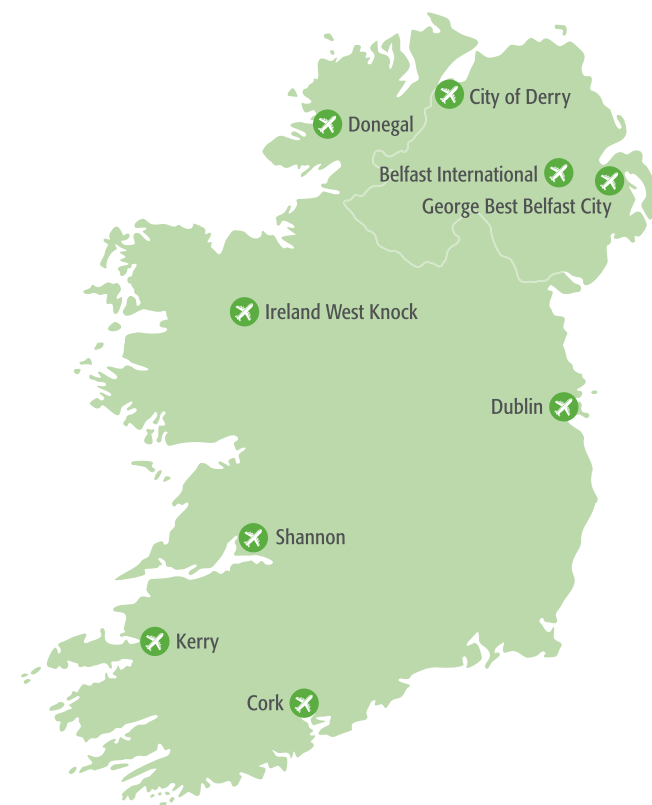 City of Derry
Donegal
Belfast International
George Best Belfast City
Ireland West Knock
Dublin
Shannon
Kerry
Cork